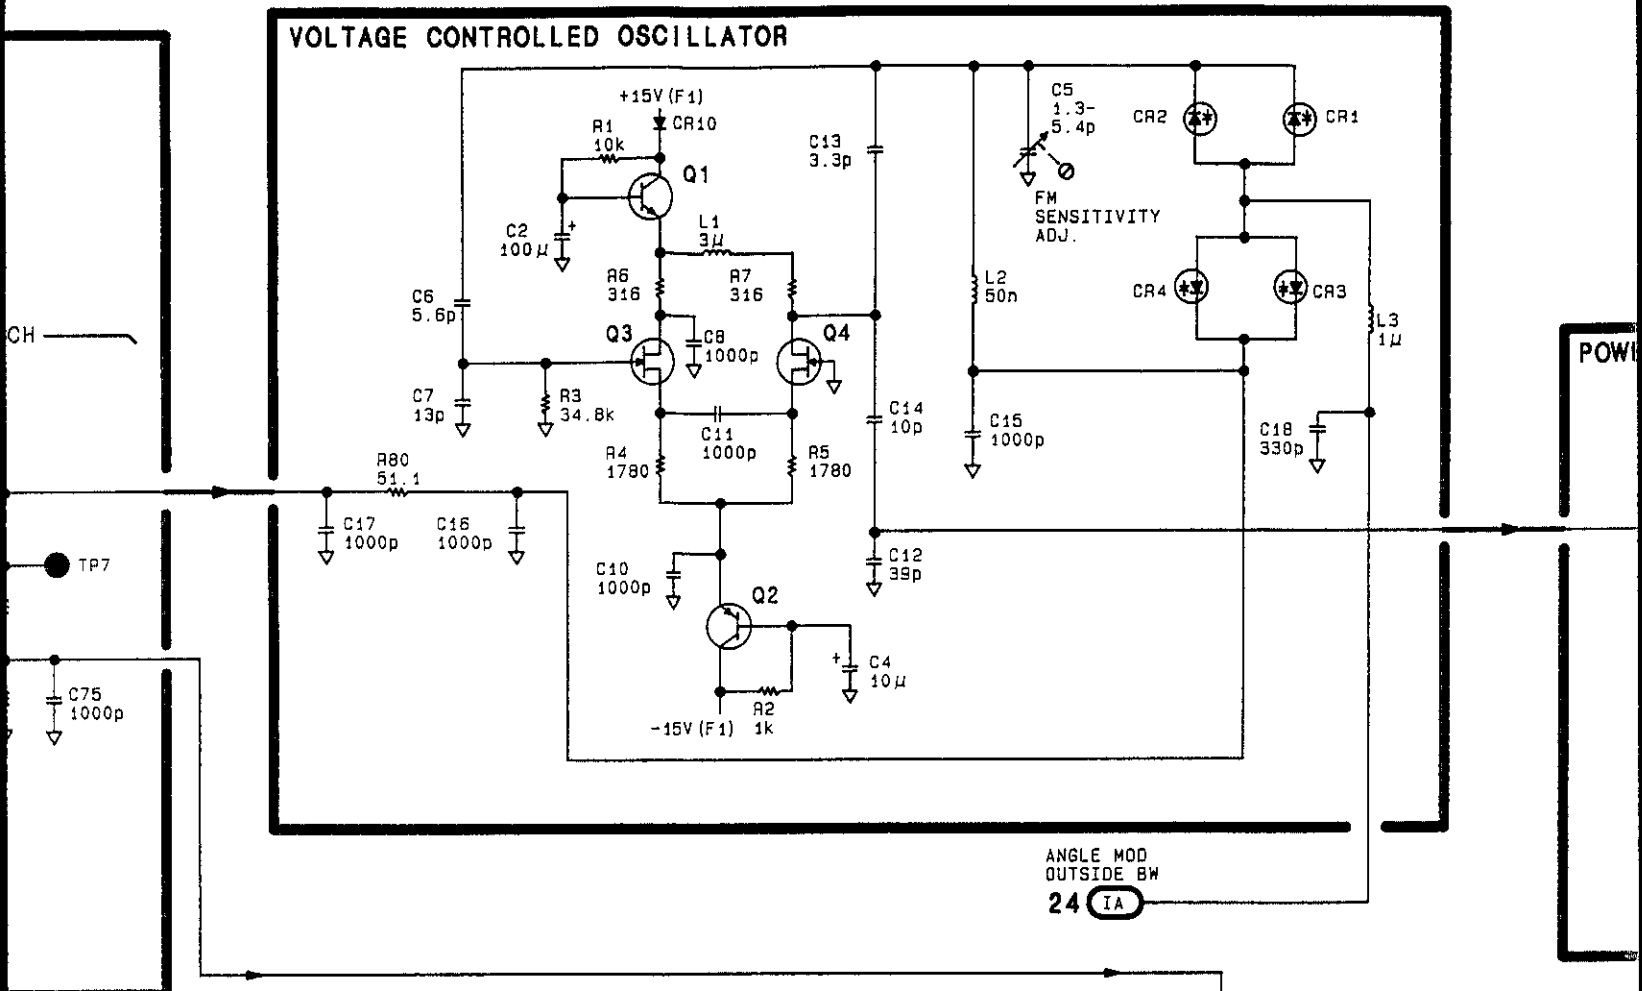 VOLTAGE CONTROLLED OSCILLATOR
+15V(F1)
CR10
R1
10k
Q1
C2
100µ
+
L1
3µ
R6
316
R7
316
C6
5.6p
Q3
C8
1000p
Q4
C7
13p
R3
34.8k
C11
1000p
R4
1780
R5
1780
C13
3.3p
C5
1.3-
5.4p
FM
SENSITIVITY
ADJ.
CR2
CR1
L2
50n
CR4
CR3
L3
1µ
C14
10p
C15
1000p
C18
330p
CH
R80
51.1
C17
1000p
C16
1000p
TP7
C10
1000p
Q2
C12
39p
+
C4
10µ
R2
1k
-15V(F1)
C75
1000p
ANGLE MOD
OUTSIDE BW
24 IA